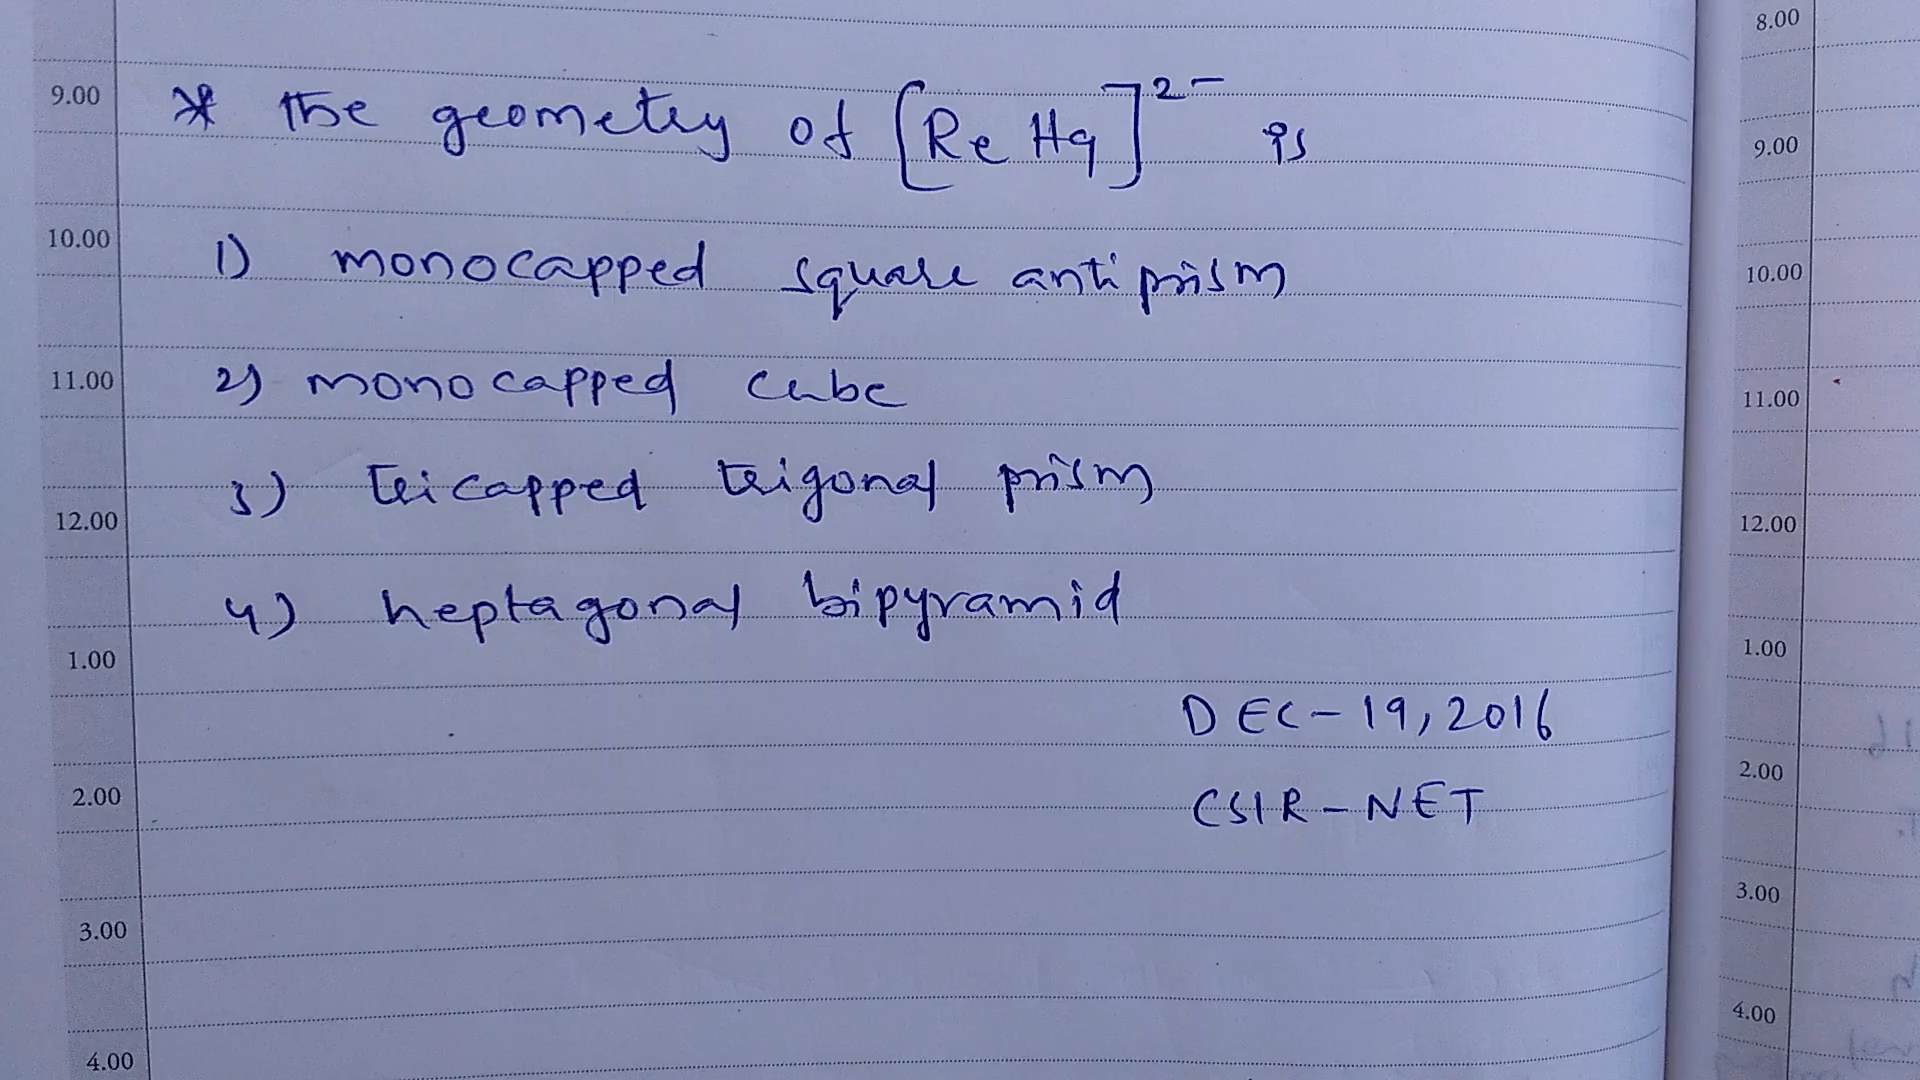 9.00 * the geometry of [ReH9]²⁻ is
10.00 1) monocapped square antiprism
11.00 2) monocapped cube
3) tricapped trigonal prism
12.00
4) heptagonal bipyramid
1.00
DEC-19, 2016
2.00 CSIR-NET
3.00
4.00
8.00
9.00
10.00
11.00
12.00
1.00
2.00
3.00
4.00